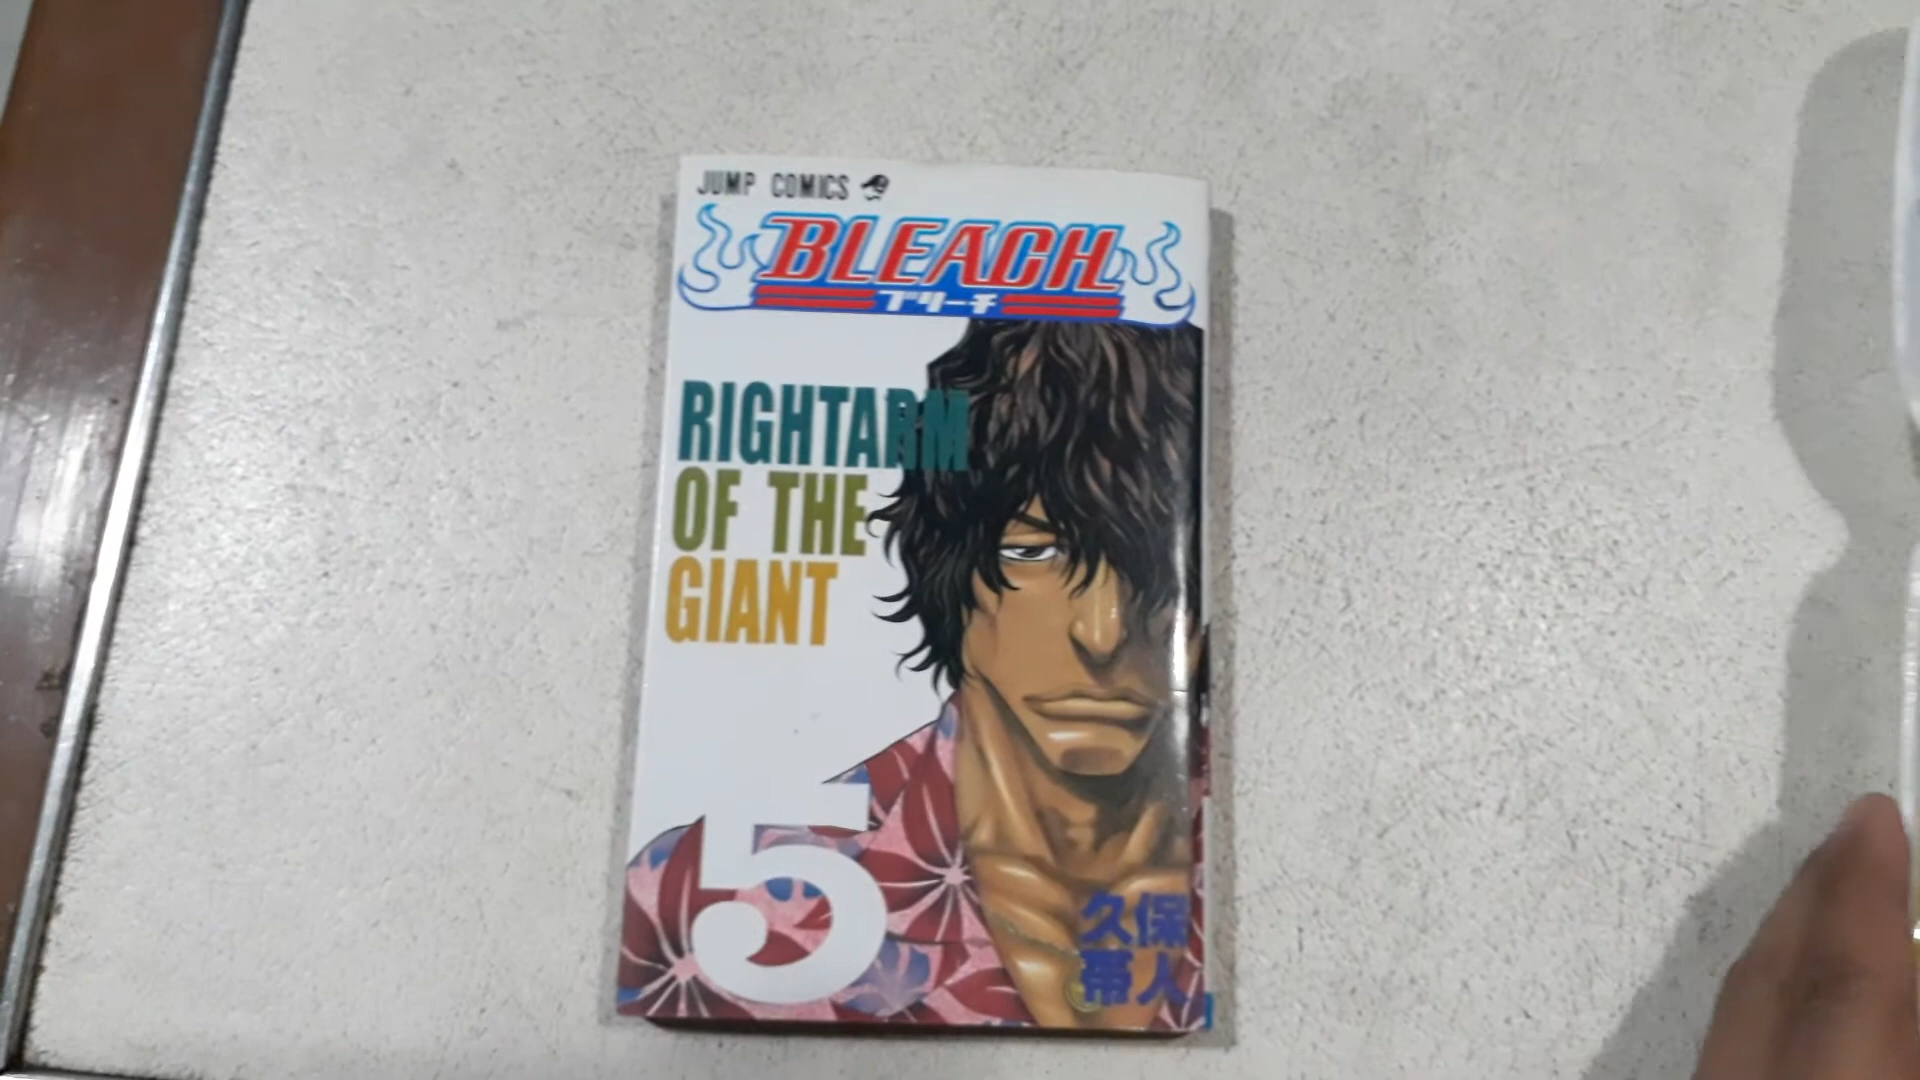 JUMP COMICS
BLEACH
ブリーチ
RIGHTARM
OF THE
GIANT
5
久保
帯人